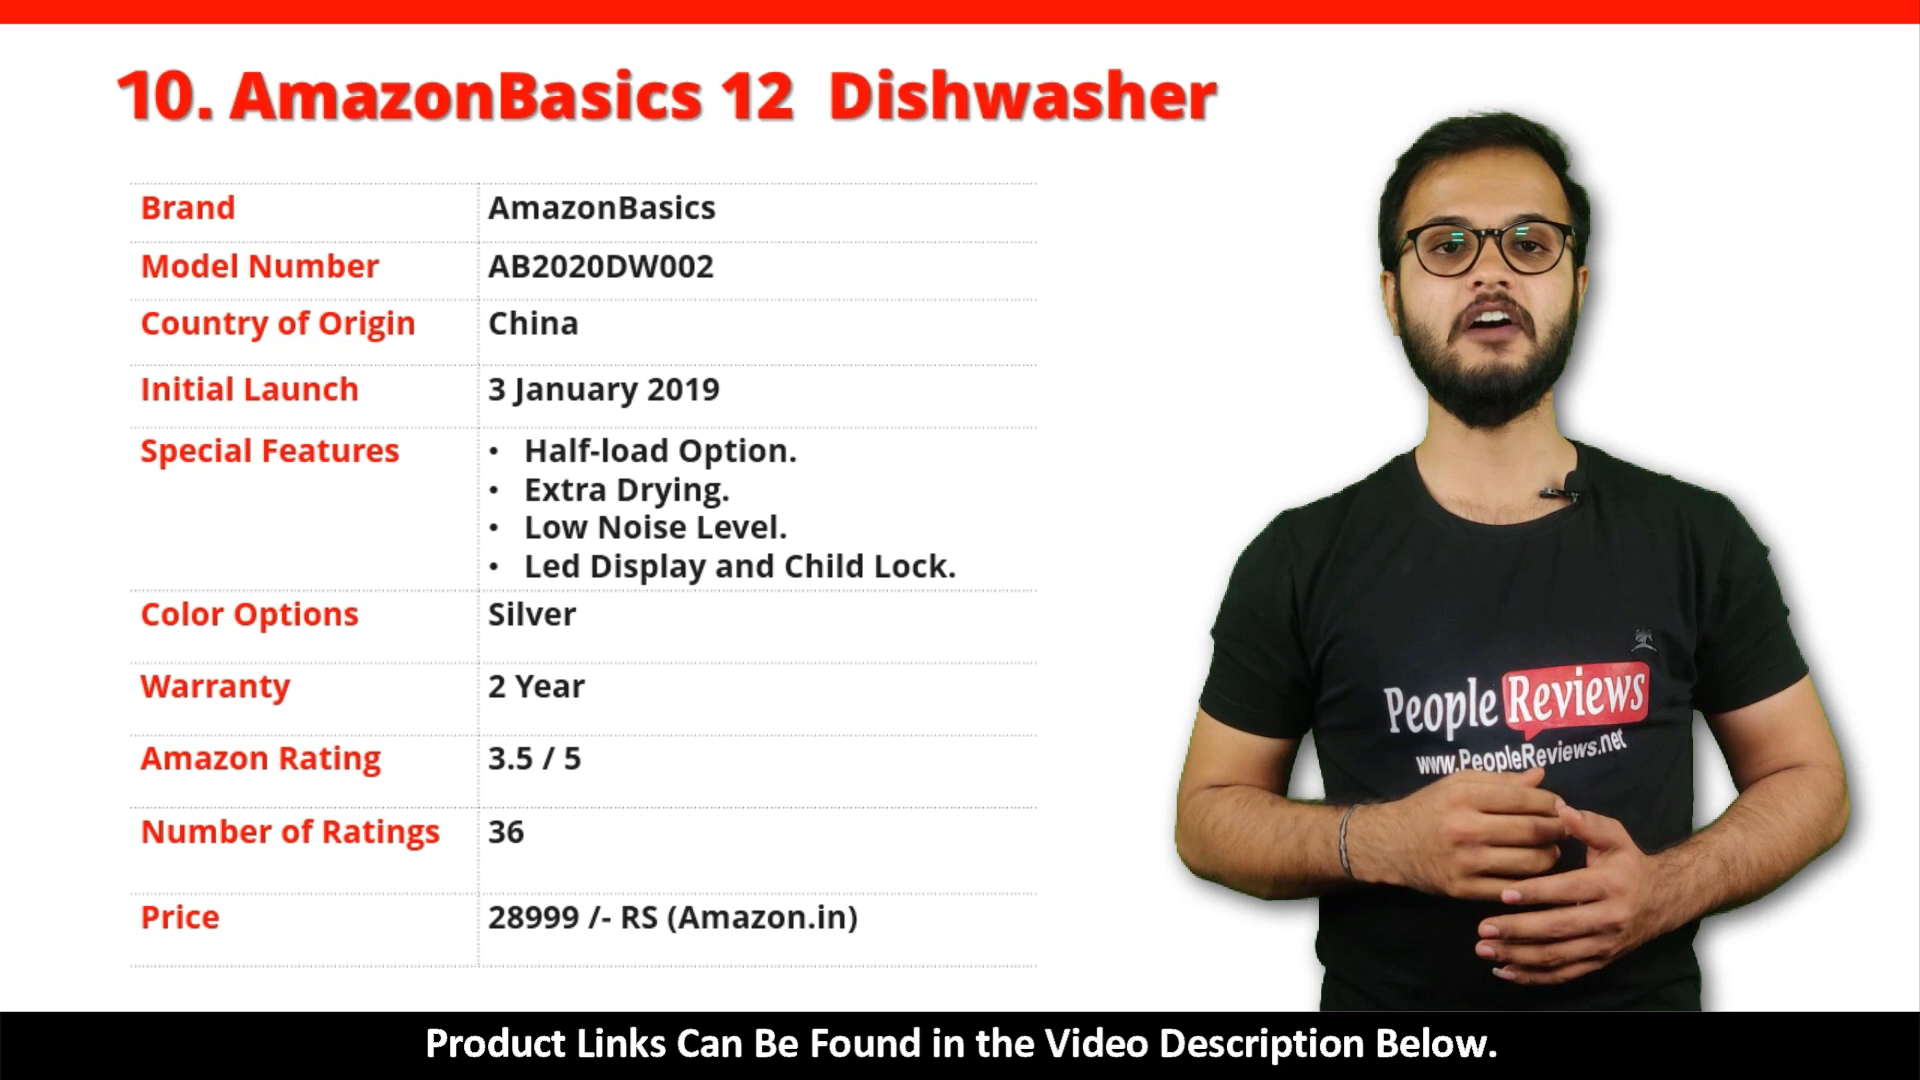 10. AmazonBasics 12 Dishwasher
Brand AmazonBasics
Model Number AB2020DW002
Country of Origin China
Initial Launch 3 January 2019
Special Features • Half-load Option.
• Extra Drying.
• Low Noise Level.
• Led Display and Child Lock.
Color Options Silver
Warranty 2 Year
Amazon Rating 3.5 / 5
Number of Ratings 36
Price 28999 /- RS (Amazon.in)
People Reviews
www.PeopleReviews.net
Product Links Can Be Found in the Video Description Below.